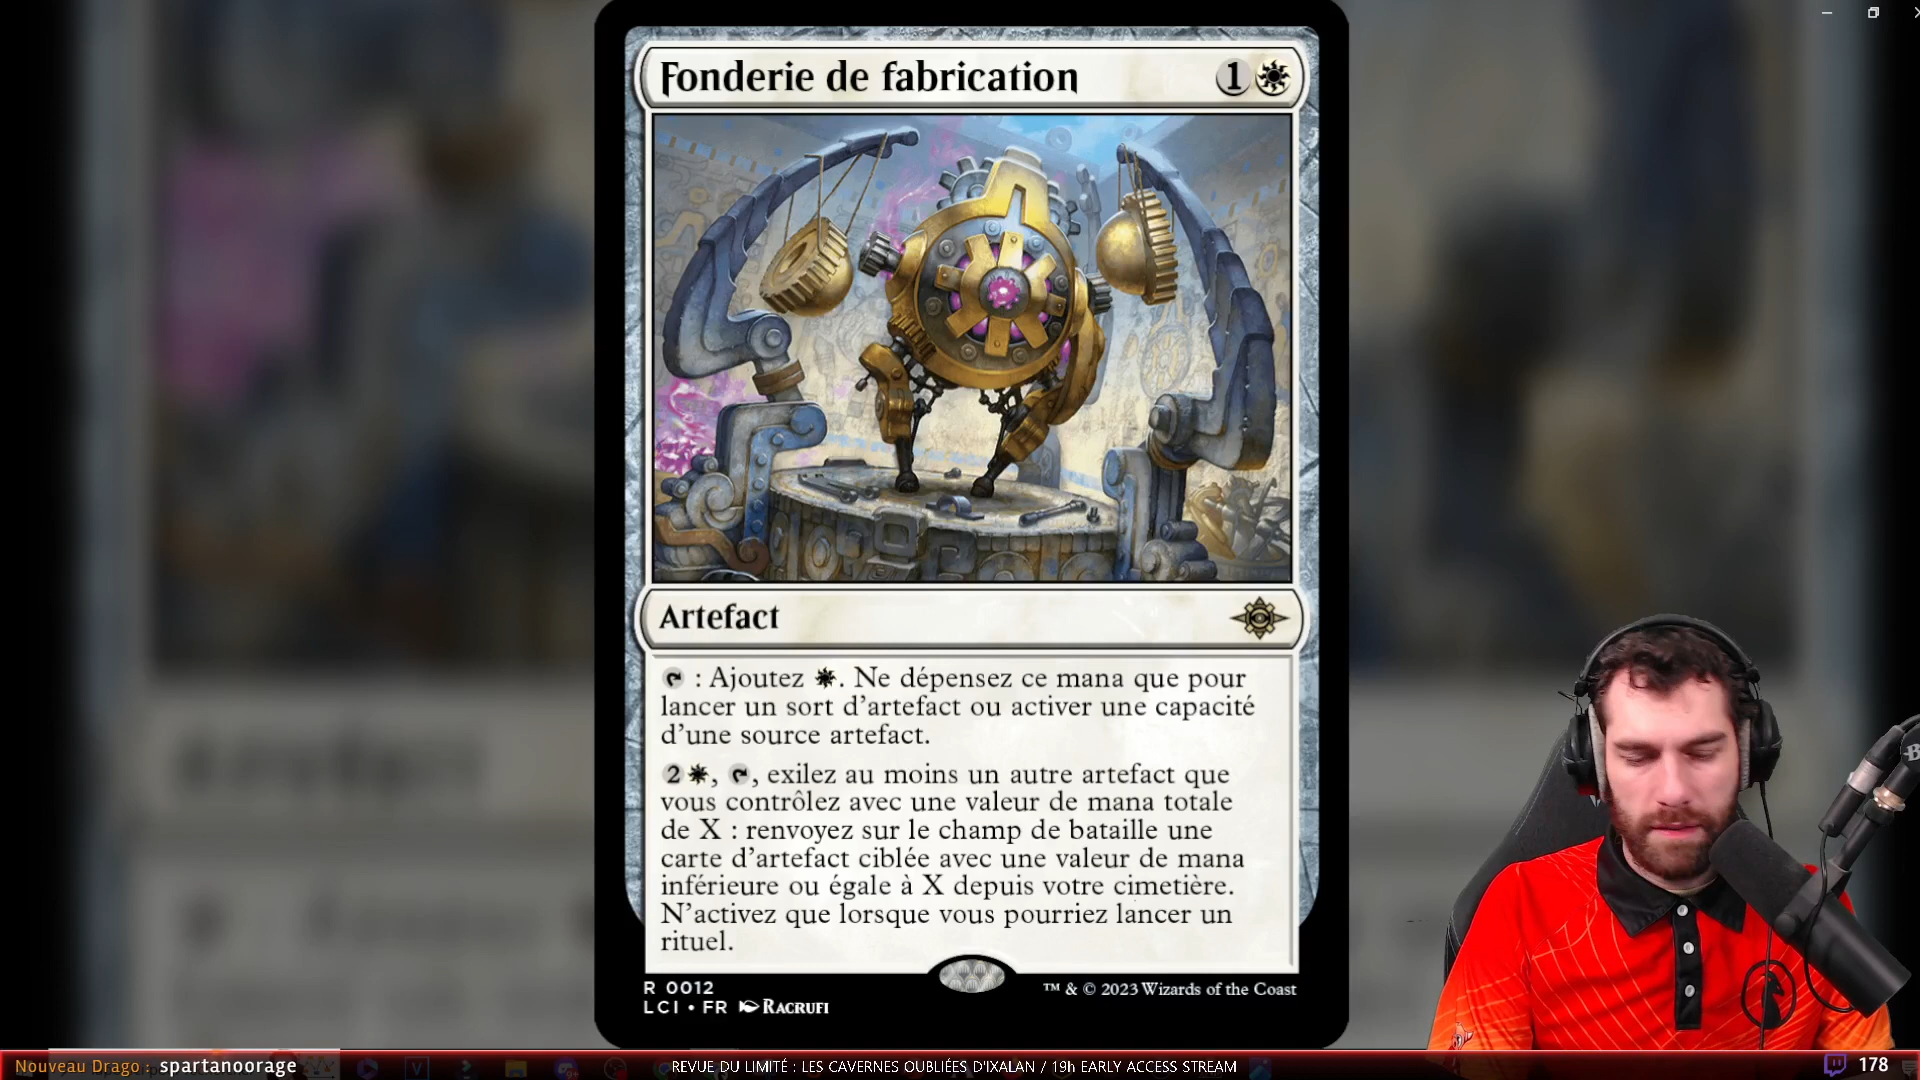 Fonderie de fabrication
1
Artefact
: Ajoutez . Ne dépensez ce mana que pour
lancer un sort d'artefact ou activer une capacité
d'une source artefact.
2 , , exilez au moins un autre artefact que
vous contrôlez avec une valeur de mana totale
de X : renvoyez sur le champ de bataille une
carte d'artefact ciblée avec une valeur de mana
inférieure ou égale à X depuis votre cimetière.
N'activez que lorsque vous pourriez lancer un
rituel.
R 0012
LCI • FR RACRUFI
™ & © 2023 Wizards of the Coast
Nouveau Drago : spartanoorage
REVUE DU LIMITÉ : LES CAVERNES OUBLIÉES D'IXALAN / 19h EARLY ACCESS STREAM
178